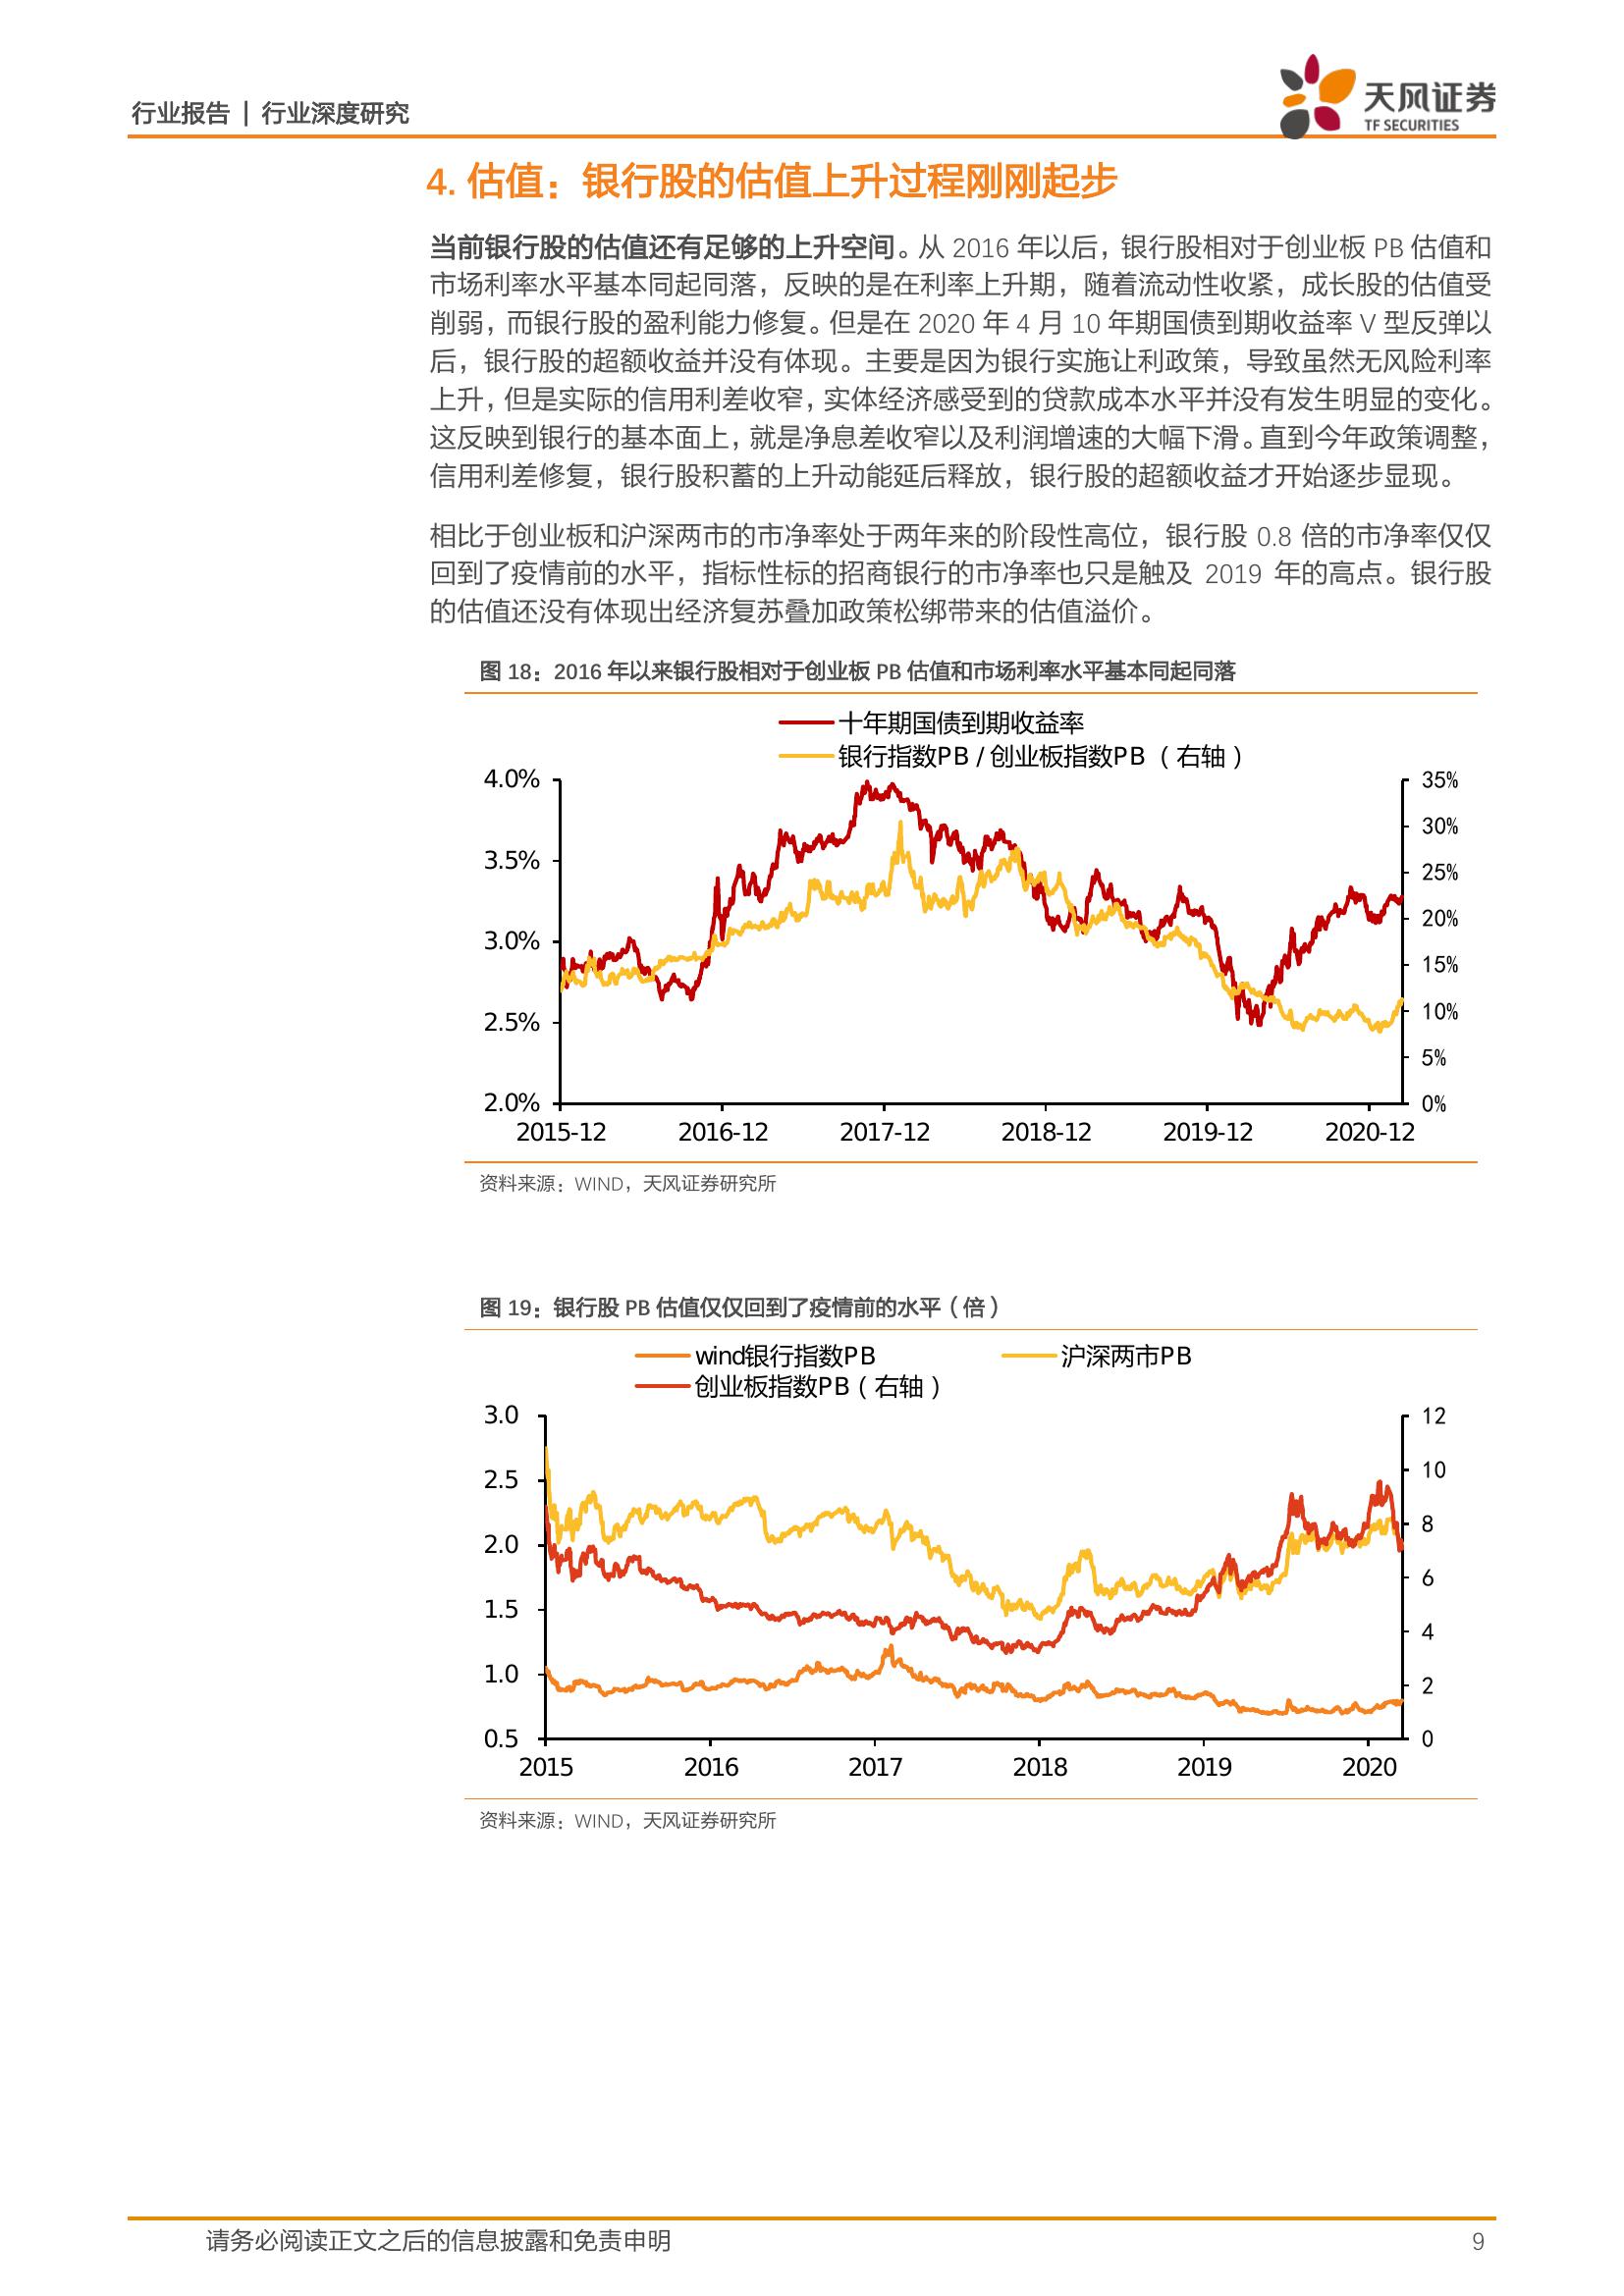 行业报告 | 行业深度研究
天风证券
TF SECURITIES
4. 估值：银行股的估值上升过程刚刚起步
当前银行股的估值还有足够的上升空间。从 2016 年以后，银行股相对于创业板 PB 估值和
市场利率水平基本同起同落，反映的是在利率上升期，随着流动性收紧，成长股的估值受
削弱，而银行股的盈利能力修复。但是在 2020 年 4 月 10 年期国债到期收益率 V 型反弹以
后，银行股的超额收益并没有体现。主要是因为银行实施让利政策，导致虽然无风险利率
上升，但是实际的信用利差收窄，实体经济感受到的贷款成本水平并没有发生明显的变化。
这反映到银行的基本面上，就是净息差收窄以及利润增速的大幅下滑。直到今年政策调整，
信用利差修复，银行股积蓄的上升动能延后释放，银行股的超额收益才开始逐步显现。
相比于创业板和沪深两市的市净率处于两年来的阶段性高位，银行股 0.8 倍的市净率仅仅
回到了疫情前的水平，指标性标的招商银行的市净率也只是触及 2019 年的高点。银行股
的估值还没有体现出经济复苏叠加政策松绑带来的估值溢价。
图 18：2016 年以来银行股相对于创业板 PB 估值和市场利率水平基本同起同落
十年期国债到期收益率
银行指数PB / 创业板指数PB（右轴）
4.0% 35%
30%
3.5%
25%
20%
3.0%
15%
2.5% 10%
5%
2.0% 0%
2015-12 2016-12 2017-12 2018-12 2019-12 2020-12
资料来源：WIND，天风证券研究所
图 19：银行股 PB 估值仅仅回到了疫情前的水平（倍）
wind银行指数PB 沪深两市PB
创业板指数PB（右轴）
3.0 12
2.5 10
2.0 8
6
1.5 4
1.0 2
0.5 0
2015 2016 2017 2018 2019 2020
资料来源：WIND，天风证券研究所
请务必阅读正文之后的信息披露和免责申明 9